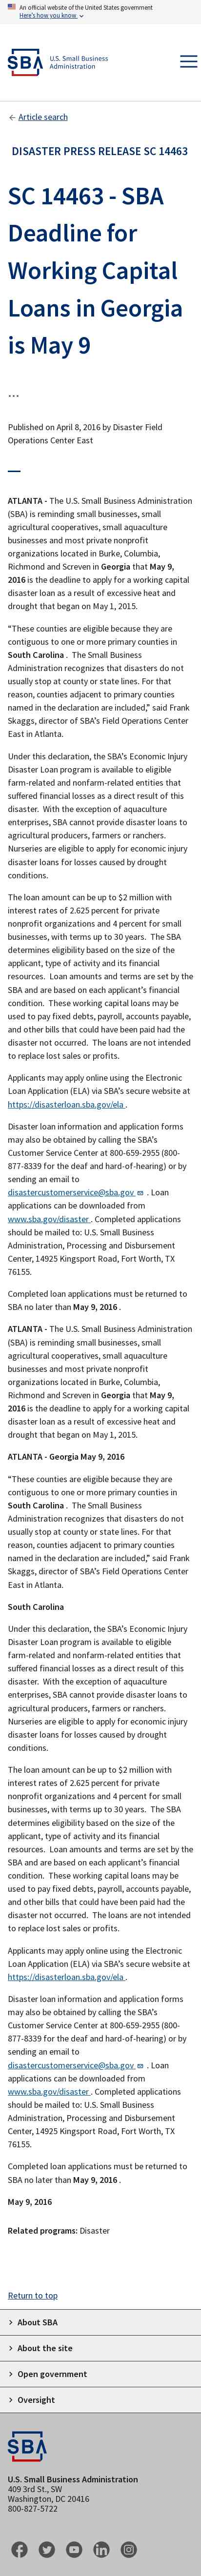 An official website of the United States government
Here's how you know
SBA
U.S. Small Business
Administration
Article search
DISASTER PRESS RELEASE SC 14463
SC 14463 - SBA
Deadline for
Working Capital
Loans in Georgia
is May 9
...
Published on April 8, 2016 by Disaster Field
Operations Center East
ATLANTA - The U.S. Small Business Administration
(SBA) is reminding small businesses, small
agricultural cooperatives, small aquaculture
businesses and most private nonprofit
organizations located in Burke, Columbia,
Richmond and Screven in Georgia that May 9,
2016 is the deadline to apply for a working capital
disaster loan as a result of excessive heat and
drought that began on May 1, 2015.
“These counties are eligible because they are
contiguous to one or more primary counties in
South Carolina . The Small Business
Administration recognizes that disasters do not
usually stop at county or state lines. For that
reason, counties adjacent to primary counties
named in the declaration are included,” said Frank
Skaggs, director of SBA’s Field Operations Center
East in Atlanta.
Under this declaration, the SBA’s Economic Injury
Disaster Loan program is available to eligible
farm-related and nonfarm-related entities that
suffered financial losses as a direct result of this
disaster. With the exception of aquaculture
enterprises, SBA cannot provide disaster loans to
agricultural producers, farmers or ranchers.
Nurseries are eligible to apply for economic injury
disaster loans for losses caused by drought
conditions.
The loan amount can be up to $2 million with
interest rates of 2.625 percent for private
nonprofit organizations and 4 percent for small
businesses, with terms up to 30 years. The SBA
determines eligibility based on the size of the
applicant, type of activity and its financial
resources. Loan amounts and terms are set by the
SBA and are based on each applicant’s financial
condition. These working capital loans may be
used to pay fixed debts, payroll, accounts payable,
and other bills that could have been paid had the
disaster not occurred. The loans are not intended
to replace lost sales or profits.
Applicants may apply online using the Electronic
Loan Application (ELA) via SBA’s secure website at
https://disasterloan.sba.gov/ela .
Disaster loan information and application forms
may also be obtained by calling the SBA’s
Customer Service Center at 800-659-2955 (800-
877-8339 for the deaf and hard-of-hearing) or by
sending an email to
disastercustomerservice@sba.gov . Loan
applications can be downloaded from
www.sba.gov/disaster . Completed applications
should be mailed to: U.S. Small Business
Administration, Processing and Disbursement
Center, 14925 Kingsport Road, Fort Worth, TX
76155.
Completed loan applications must be returned to
SBA no later than May 9, 2016 .
ATLANTA - The U.S. Small Business Administration
(SBA) is reminding small businesses, small
agricultural cooperatives, small aquaculture
businesses and most private nonprofit
organizations located in Burke, Columbia,
Richmond and Screven in Georgia that May 9,
2016 is the deadline to apply for a working capital
disaster loan as a result of excessive heat and
drought that began on May 1, 2015.
ATLANTA - Georgia May 9, 2016
“These counties are eligible because they are
contiguous to one or more primary counties in
South Carolina . The Small Business
Administration recognizes that disasters do not
usually stop at county or state lines. For that
reason, counties adjacent to primary counties
named in the declaration are included,” said Frank
Skaggs, director of SBA’s Field Operations Center
East in Atlanta.
South Carolina
Under this declaration, the SBA’s Economic Injury
Disaster Loan program is available to eligible
farm-related and nonfarm-related entities that
suffered financial losses as a direct result of this
disaster. With the exception of aquaculture
enterprises, SBA cannot provide disaster loans to
agricultural producers, farmers or ranchers.
Nurseries are eligible to apply for economic injury
disaster loans for losses caused by drought
conditions.
The loan amount can be up to $2 million with
interest rates of 2.625 percent for private
nonprofit organizations and 4 percent for small
businesses, with terms up to 30 years. The SBA
determines eligibility based on the size of the
applicant, type of activity and its financial
resources. Loan amounts and terms are set by the
SBA and are based on each applicant’s financial
condition. These working capital loans may be
used to pay fixed debts, payroll, accounts payable,
and other bills that could have been paid had the
disaster not occurred. The loans are not intended
to replace lost sales or profits.
Applicants may apply online using the Electronic
Loan Application (ELA) via SBA’s secure website at
https://disasterloan.sba.gov/ela .
Disaster loan information and application forms
may also be obtained by calling the SBA’s
Customer Service Center at 800-659-2955 (800-
877-8339 for the deaf and hard-of-hearing) or by
sending an email to
disastercustomerservice@sba.gov . Loan
applications can be downloaded from
www.sba.gov/disaster . Completed applications
should be mailed to: U.S. Small Business
Administration, Processing and Disbursement
Center, 14925 Kingsport Road, Fort Worth, TX
76155.
Completed loan applications must be returned to
SBA no later than May 9, 2016 .
May 9, 2016
Related programs: Disaster
Return to top
About SBA
About the site
Open government
Oversight
SBA
U.S. Small Business Administration
409 3rd St., SW
Washington, DC 20416
800-827-5722